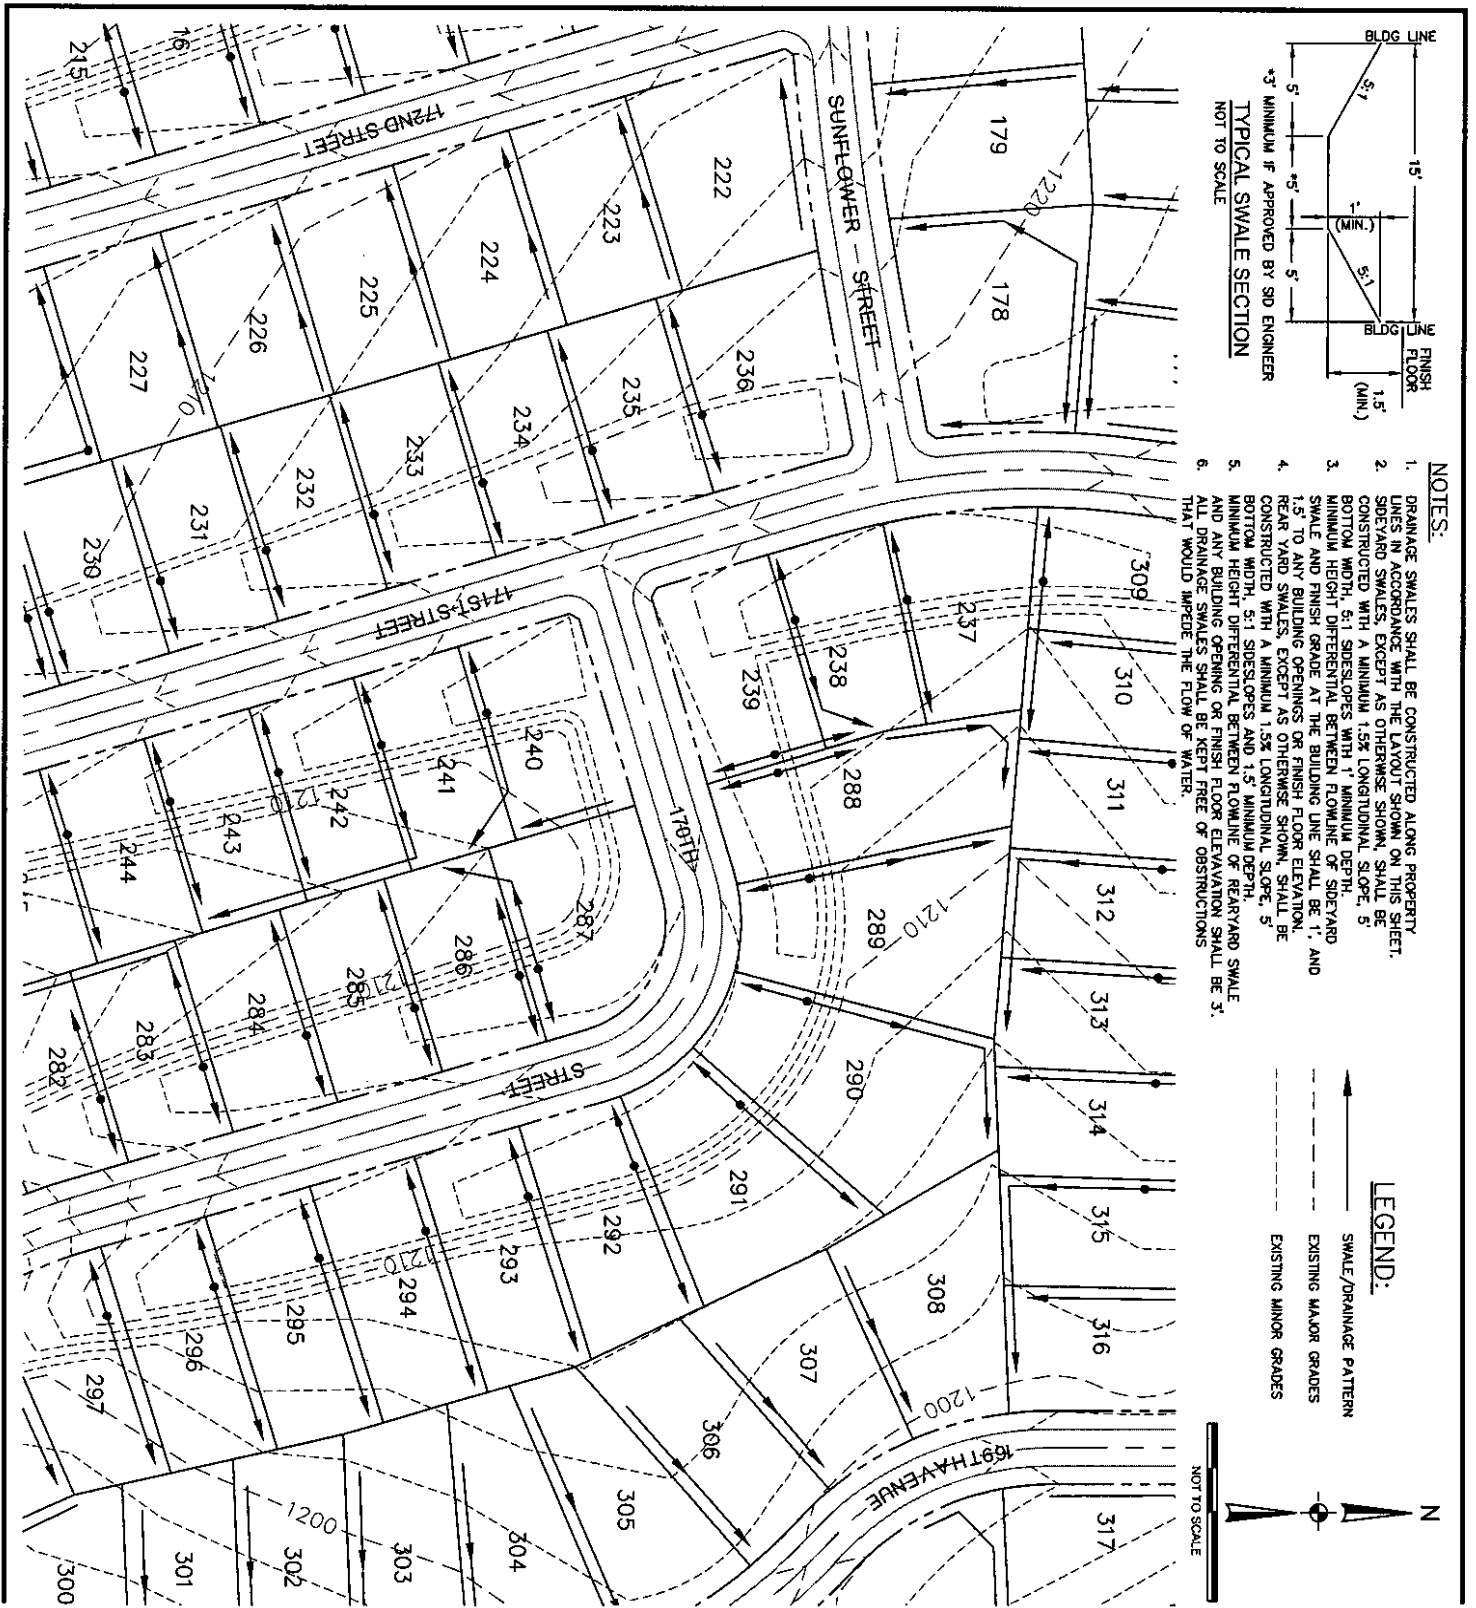 BLDG LINE
15'
5:1
5:1
1'
(MIN.)
5'
*5'
5'
BLDG LINE
FINISH
FLOOR
1.5'
(MIN.)
*3' MINIMUM IF APPROVED BY SID ENGINEER
TYPICAL SWALE SECTION
NOT TO SCALE
NOTES:
1. DRAINAGE SWALES SHALL BE CONSTRUCTED ALONG PROPERTY
LINES IN ACCORDANCE WITH THE LAYOUT SHOWN ON THIS SHEET.
2. SIDEYARD SWALES, EXCEPT AS OTHERWISE SHOWN, SHALL BE
CONSTRUCTED WITH A MINIMUM 1.5% LONGITUDINAL SLOPE, 5'
BOTTOM WIDTH, 5:1 SIDESLOPES WITH 1' MINIMUM DEPTH.
3. MINIMUM HEIGHT DIFFERENTIAL BETWEEN FLOWLINE OF SIDEYARD
SWALE AND FINISH GRADE AT THE BUILDING LINE SHALL BE 1', AND
1.5' TO ANY BUILDING OPENINGS OR FINISH FLOOR ELEVATION.
4. REAR YARD SWALES, EXCEPT AS OTHERWISE SHOWN, SHALL BE
CONSTRUCTED WITH A MINIMUM 1.5% LONGITUDINAL SLOPE, 5'
BOTTOM WIDTH, 5:1 SIDESLOPES AND 1.5' MINIMUM DEPTH.
5. MINIMUM HEIGHT DIFFERENTIAL BETWEEN FLOWLINE OF REARYARD SWALE
AND ANY BUILDING OPENING OR FINISH FLOOR ELEVAVATION SHALL BE 3'.
6. ALL DRAINAGE SWALES SHALL BE KEPT FREE OF OBSTRUCTIONS
THAT WOULD IMPEDE THE FLOW OF WATER.
LEGEND:
SWALE/DRAINAGE PATTERN
EXISTING MAJOR GRADES
EXISTING MINOR GRADES
N
NOT TO SCALE
179
1220
178
309
310
311
312
313
314
315
316
317
SUNFLOWER STREET
222
223
224
225
226
227
1210
236
235
234
233
232
231
230
237
238
239
288
289
1210
290
291
292
293
294
295
296
297
1210
308
307
306
305
304
303
302
301
300
1200
1200
169TH AVENUE
170TH
STREET
240
241
242
243
244
1210
287
286
285
284
283
282
1210
171ST STREET
172ND STREET
16
215